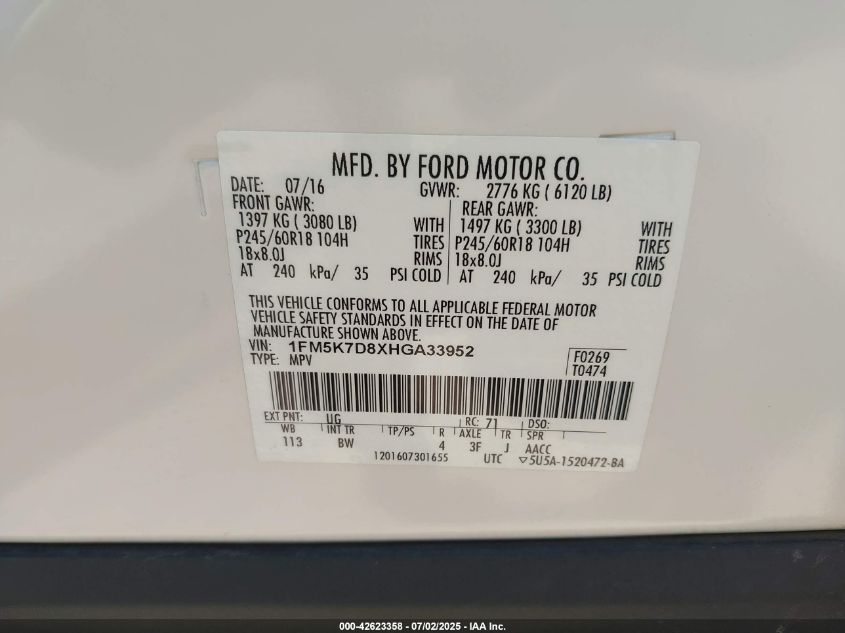 MFD. BY FORD MOTOR CO.
DATE: 07/16 GVWR: 2776 KG ( 6120 LB)
FRONT GAWR: REAR GAWR:
1397 KG ( 3080 LB) WITH 1497 KG ( 3300 LB) WITH
P245/60R18 104H TIRES P245/60R18 104H TIRES
18x8.0J RIMS 18x8.0J RIMS
AT 240 kPa/ 35 PSI COLD AT 240 kPa/ 35 PSI COLD
THIS VEHICLE CONFORMS TO ALL APPLICABLE FEDERAL MOTOR
VEHICLE SAFETY STANDARDS IN EFFECT ON THE DATE OF
MANUFACTURE SHOWN ABOVE.
VIN: 1FM5K7D8XHGA33952
TYPE: MPV
F0269
T0474
EXT PNT: UG RC: 71 DSO:
WB INT TR TP/PS R AXLE TR SPR
113 BW 4 3F J AACC
1201607301655 UTC ▽5U5A-1520472-BA
000-42623358 - 07/02/2025 - IAA Inc.